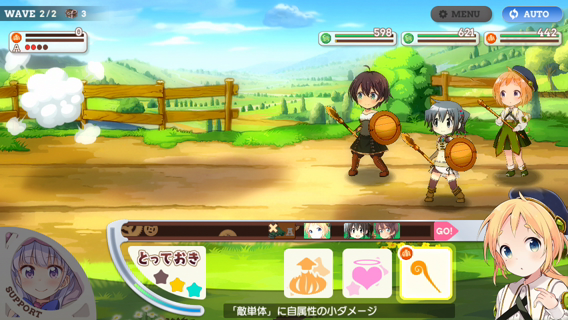 WAVE 2/2 3
MENU
AUTO
0
A
598
621
442
A
GO!
とっておき
SUPPORT
「敵単体」に自属性の小ダメージ